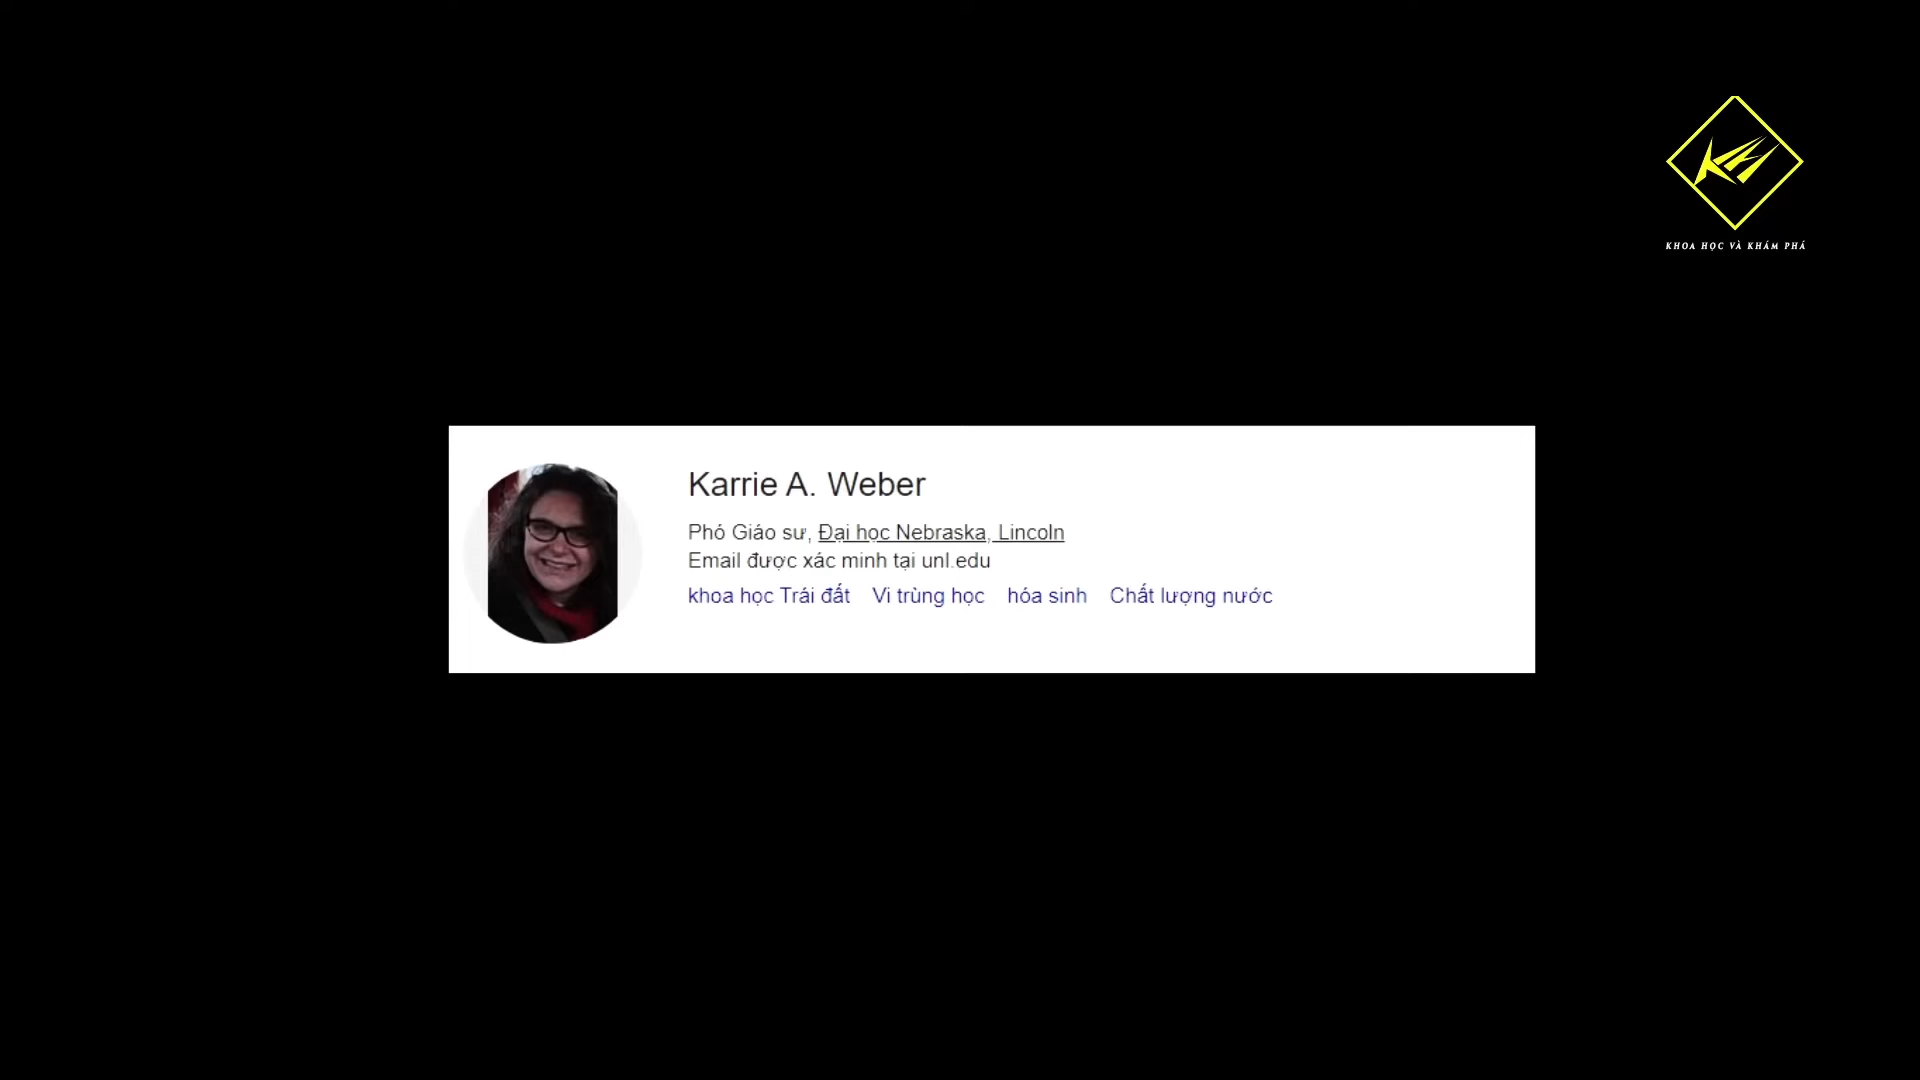 KM
KHOA HỌC VÀ KHÁM PHÁ
Karrie A. Weber
Phó Giáo sư, Đại học Nebraska, Lincoln
Email được xác minh tại unl.edu
khoa học Trái đất Vi trùng học hóa sinh Chất lượng nước